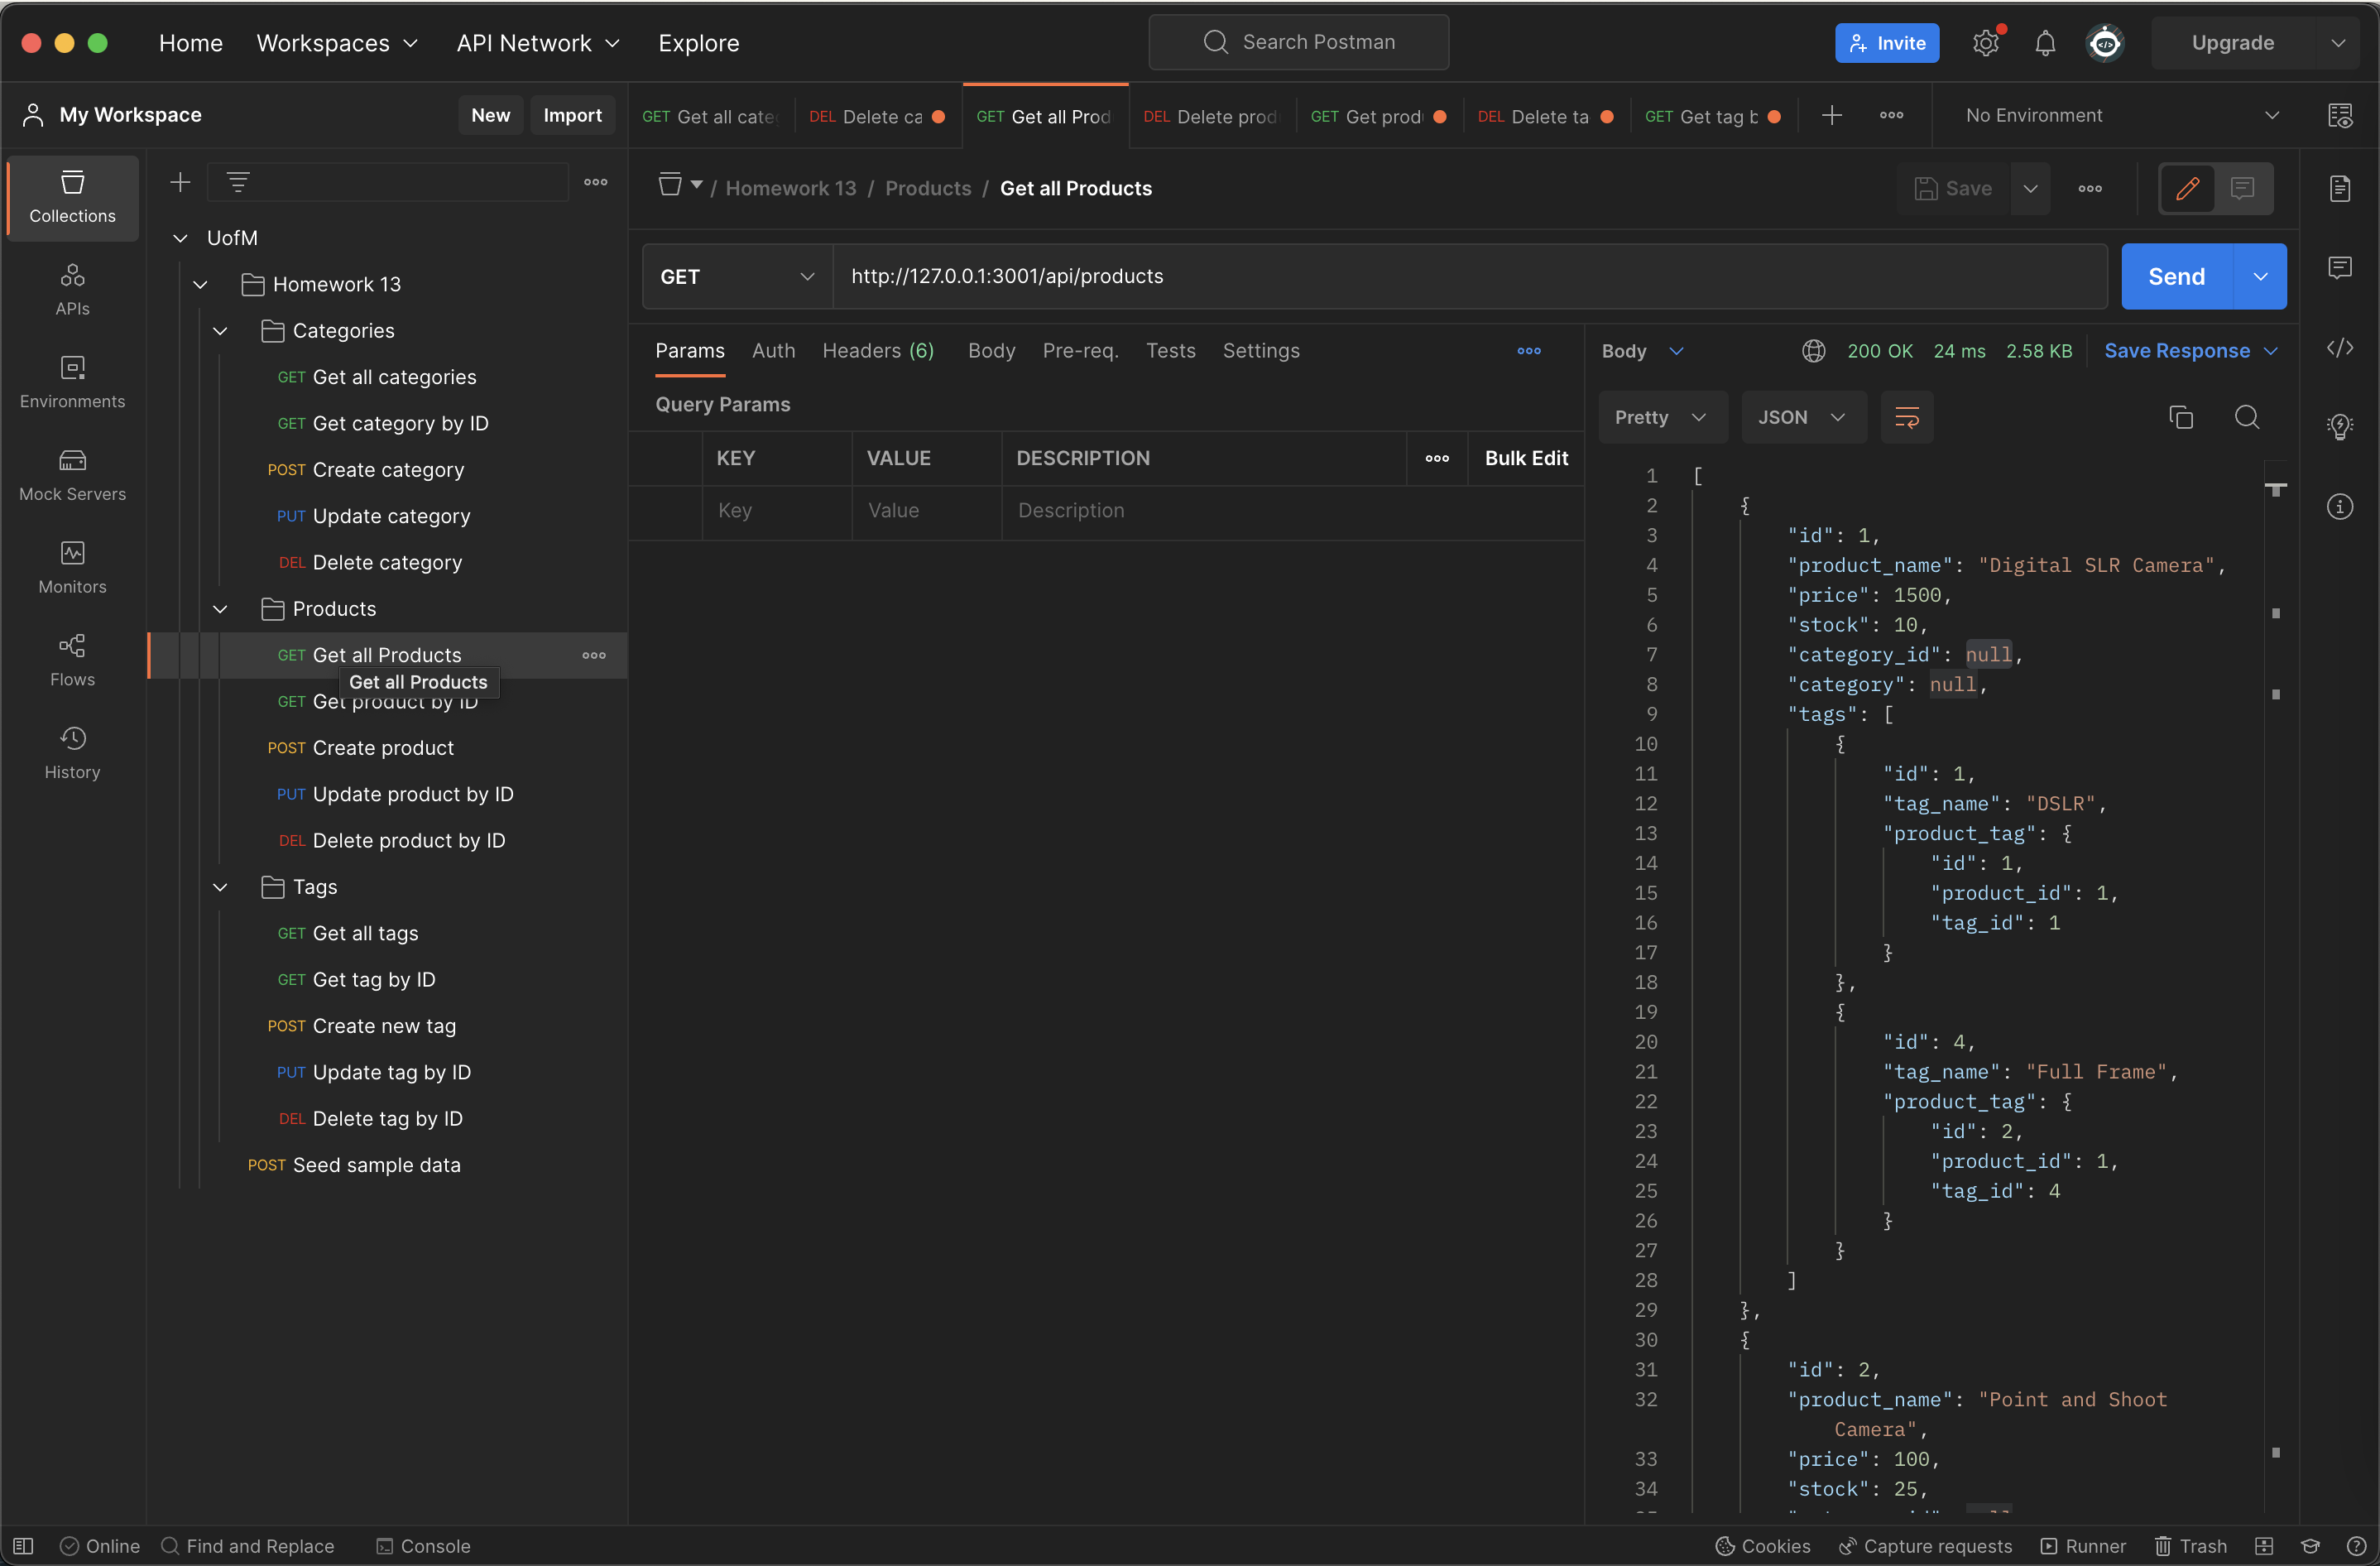 Home Workspaces API Network Explore Search Postman Invite Upgrade
My Workspace New Import
GET Get all cate DEL Delete ca GET Get all Prod DEL Delete prod GET Get prod DEL Delete ta GET Get tag b No Environment
Collections
APIs
Environments
Mock Servers
Monitors
Flows
History
UofM
Homework 13
Categories
GET Get all categories
GET Get category by ID
POST Create category
PUT Update category
DEL Delete category
Products
GET Get all Products
Get all Products
GET Get product by ID
POST Create product
PUT Update product by ID
DEL Delete product by ID
Tags
GET Get all tags
GET Get tag by ID
POST Create new tag
PUT Update tag by ID
DEL Delete tag by ID
POST Seed sample data
/ Homework 13 / Products / Get all Products Save
GET http://127.0.0.1:3001/api/products Send
Params Auth Headers (6) Body Pre-req. Tests Settings
Query Params
KEY VALUE DESCRIPTION Bulk Edit
Key Value Description
Body 200 OK 24 ms 2.58 KB Save Response
Pretty JSON
1 [
2 {
3 "id": 1,
4 "product_name": "Digital SLR Camera",
5 "price": 1500,
6 "stock": 10,
7 "category_id": null,
8 "category": null,
9 "tags": [
10 {
11 "id": 1,
12 "tag_name": "DSLR",
13 "product_tag": {
14 "id": 1,
15 "product_id": 1,
16 "tag_id": 1
17 }
18 },
19 {
20 "id": 4,
21 "tag_name": "Full Frame",
22 "product_tag": {
23 "id": 2,
24 "product_id": 1,
25 "tag_id": 4
26 }
27 }
28 ]
29 },
30 {
31 "id": 2,
32 "product_name": "Point and Shoot
Camera",
33 "price": 100,
34 "stock": 25,
Online Find and Replace Console Cookies Capture requests Runner Trash